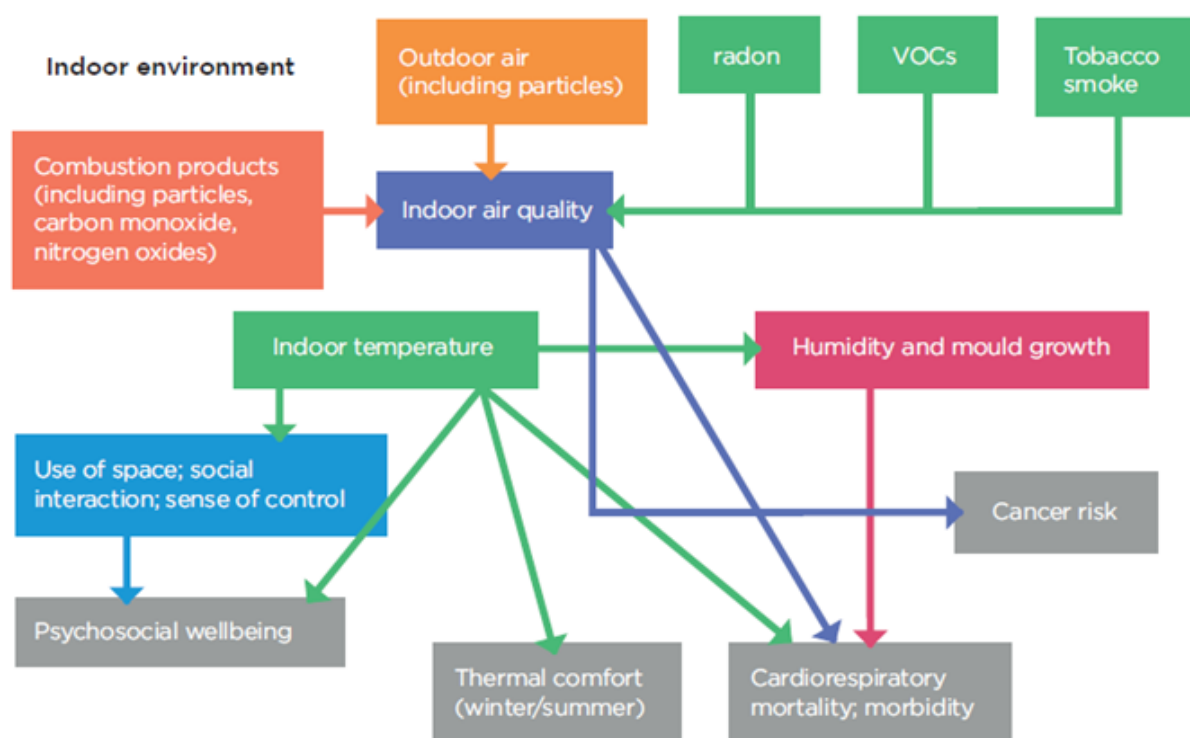 Indoor environment
Outdoor air
(including particles)
radon
VOCs
Tobacco
smoke
Combustion products
(including particles,
carbon monoxide,
nitrogen oxides)
Indoor air quality
Indoor temperature
Humidity and mould growth
Use of space; social
interaction; sense of control
Cancer risk
Psychosocial wellbeing
Thermal comfort
(winter/summer)
Cardiorespiratory
mortality; morbidity